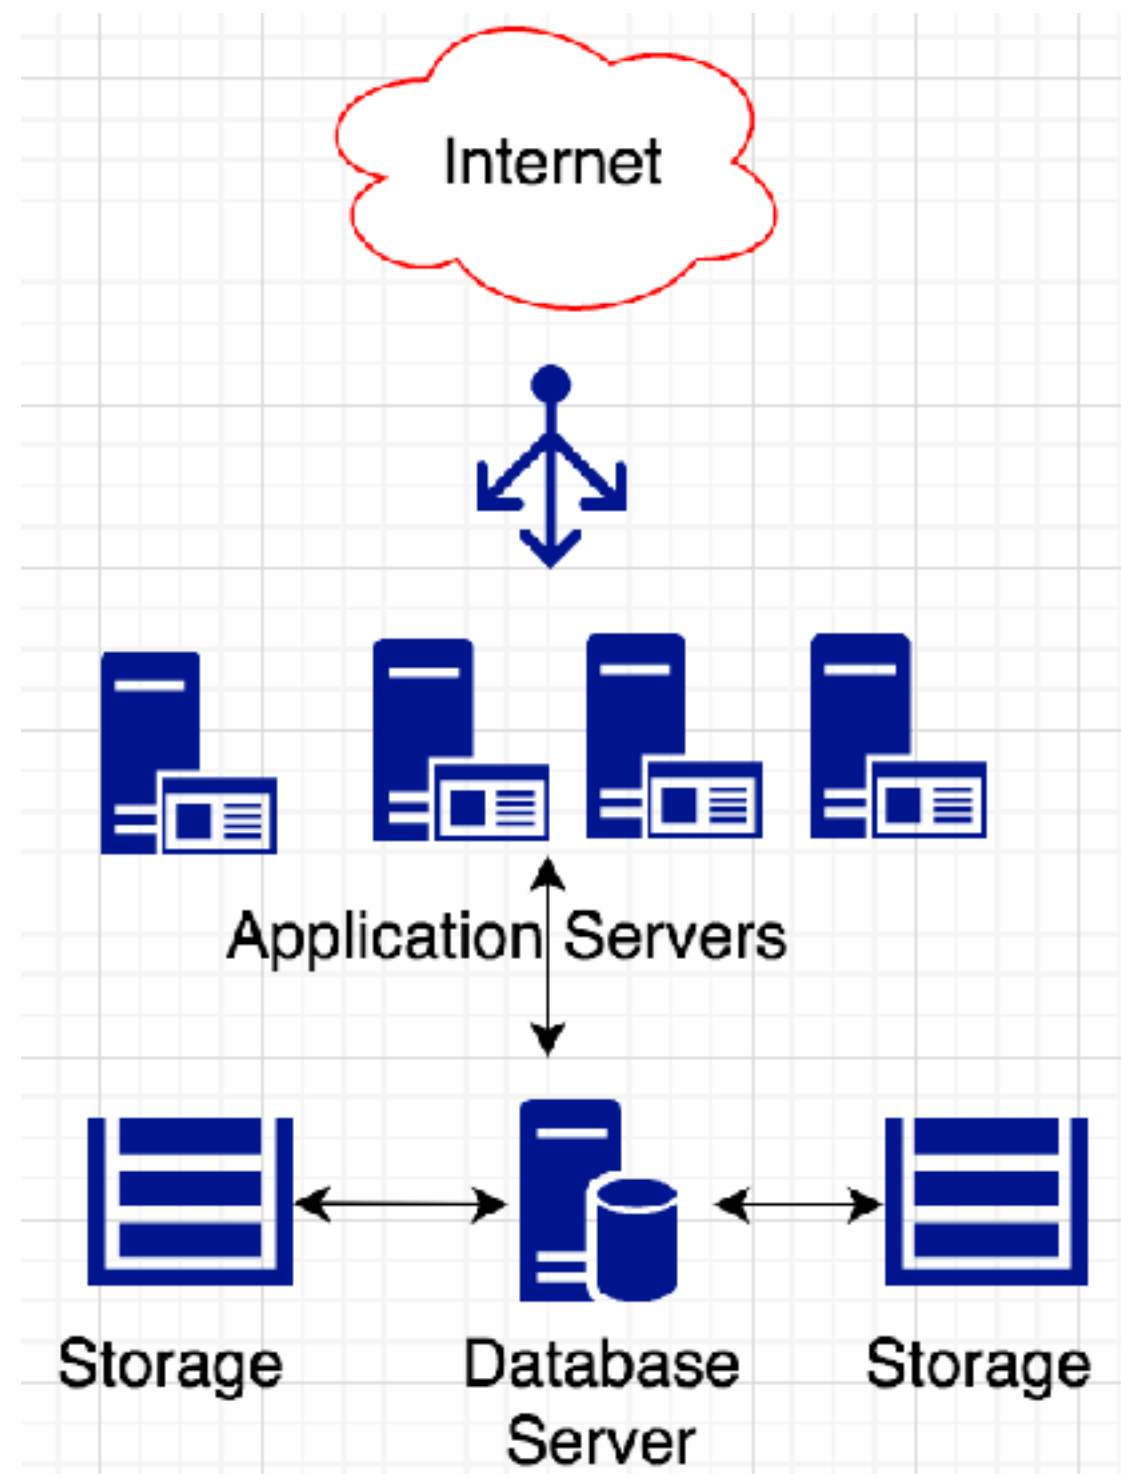 Internet
Application Servers
Storage
Database
Server
Storage